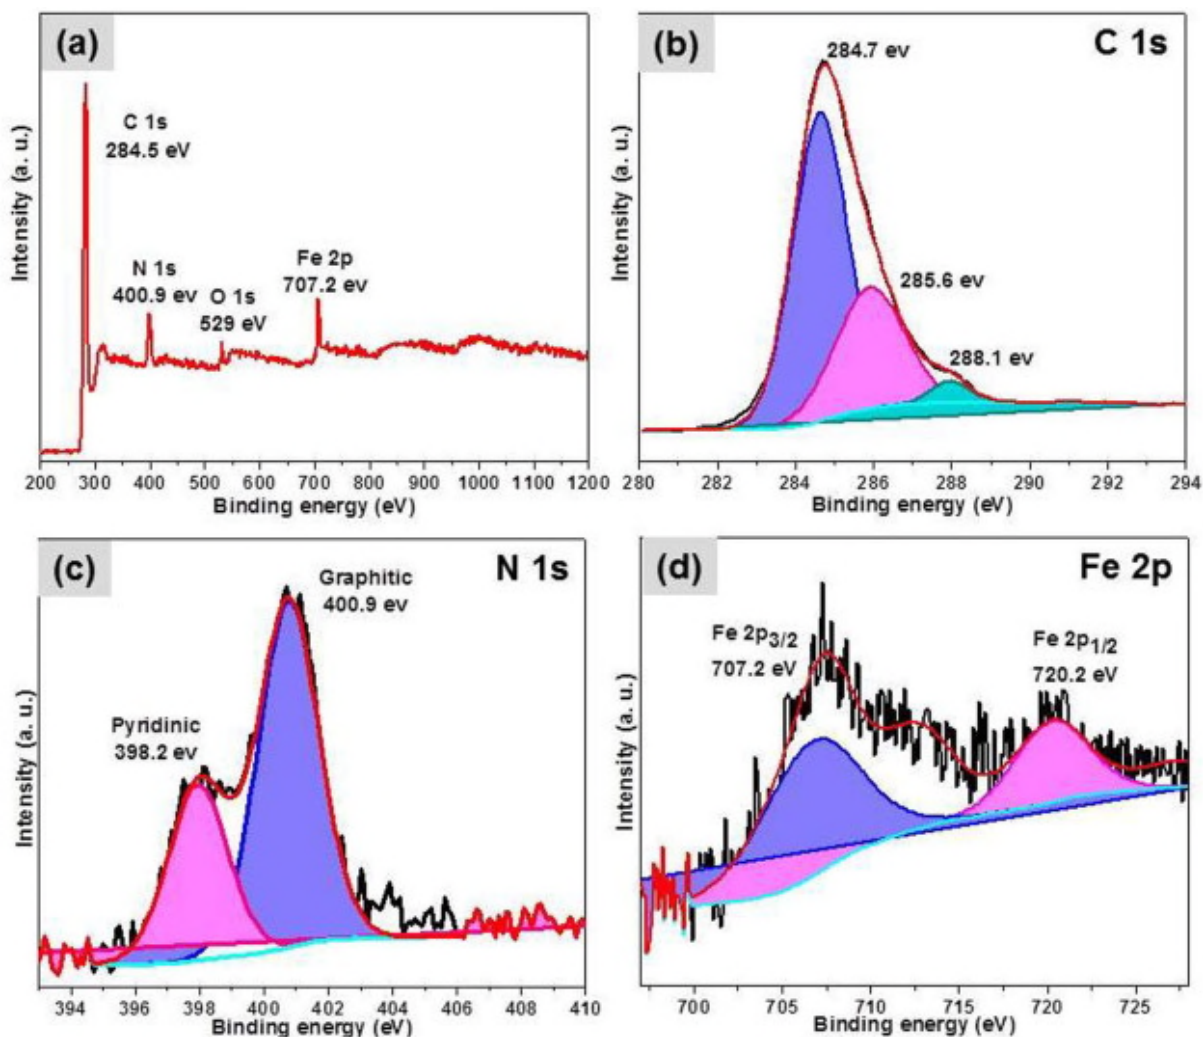 (a)
C 1s
284.5 eV
N 1s
400.9 ev
O 1s
529 eV
Fe 2p
707.2 ev
Intensity (a. u.)
200 300 400 500 600 700 800 900 1000 1100 1200
Binding energy (eV)
(b)
C 1s
284.7 ev
285.6 ev
288.1 ev
Intensity (a. u.)
280 282 284 286 288 290 292 294
Binding energy (eV)
(c)
N 1s
Graphitic
400.9 ev
Pyridinic
398.2 ev
Intensity (a. u.)
394 396 398 400 402 404 406 408 410
Binding energy (eV)
(d)
Fe 2p
Fe 2p3/2
707.2 eV
Fe 2p1/2
720.2 eV
Intensity (a. u.)
700 705 710 715 720 725
Binding energy (eV)